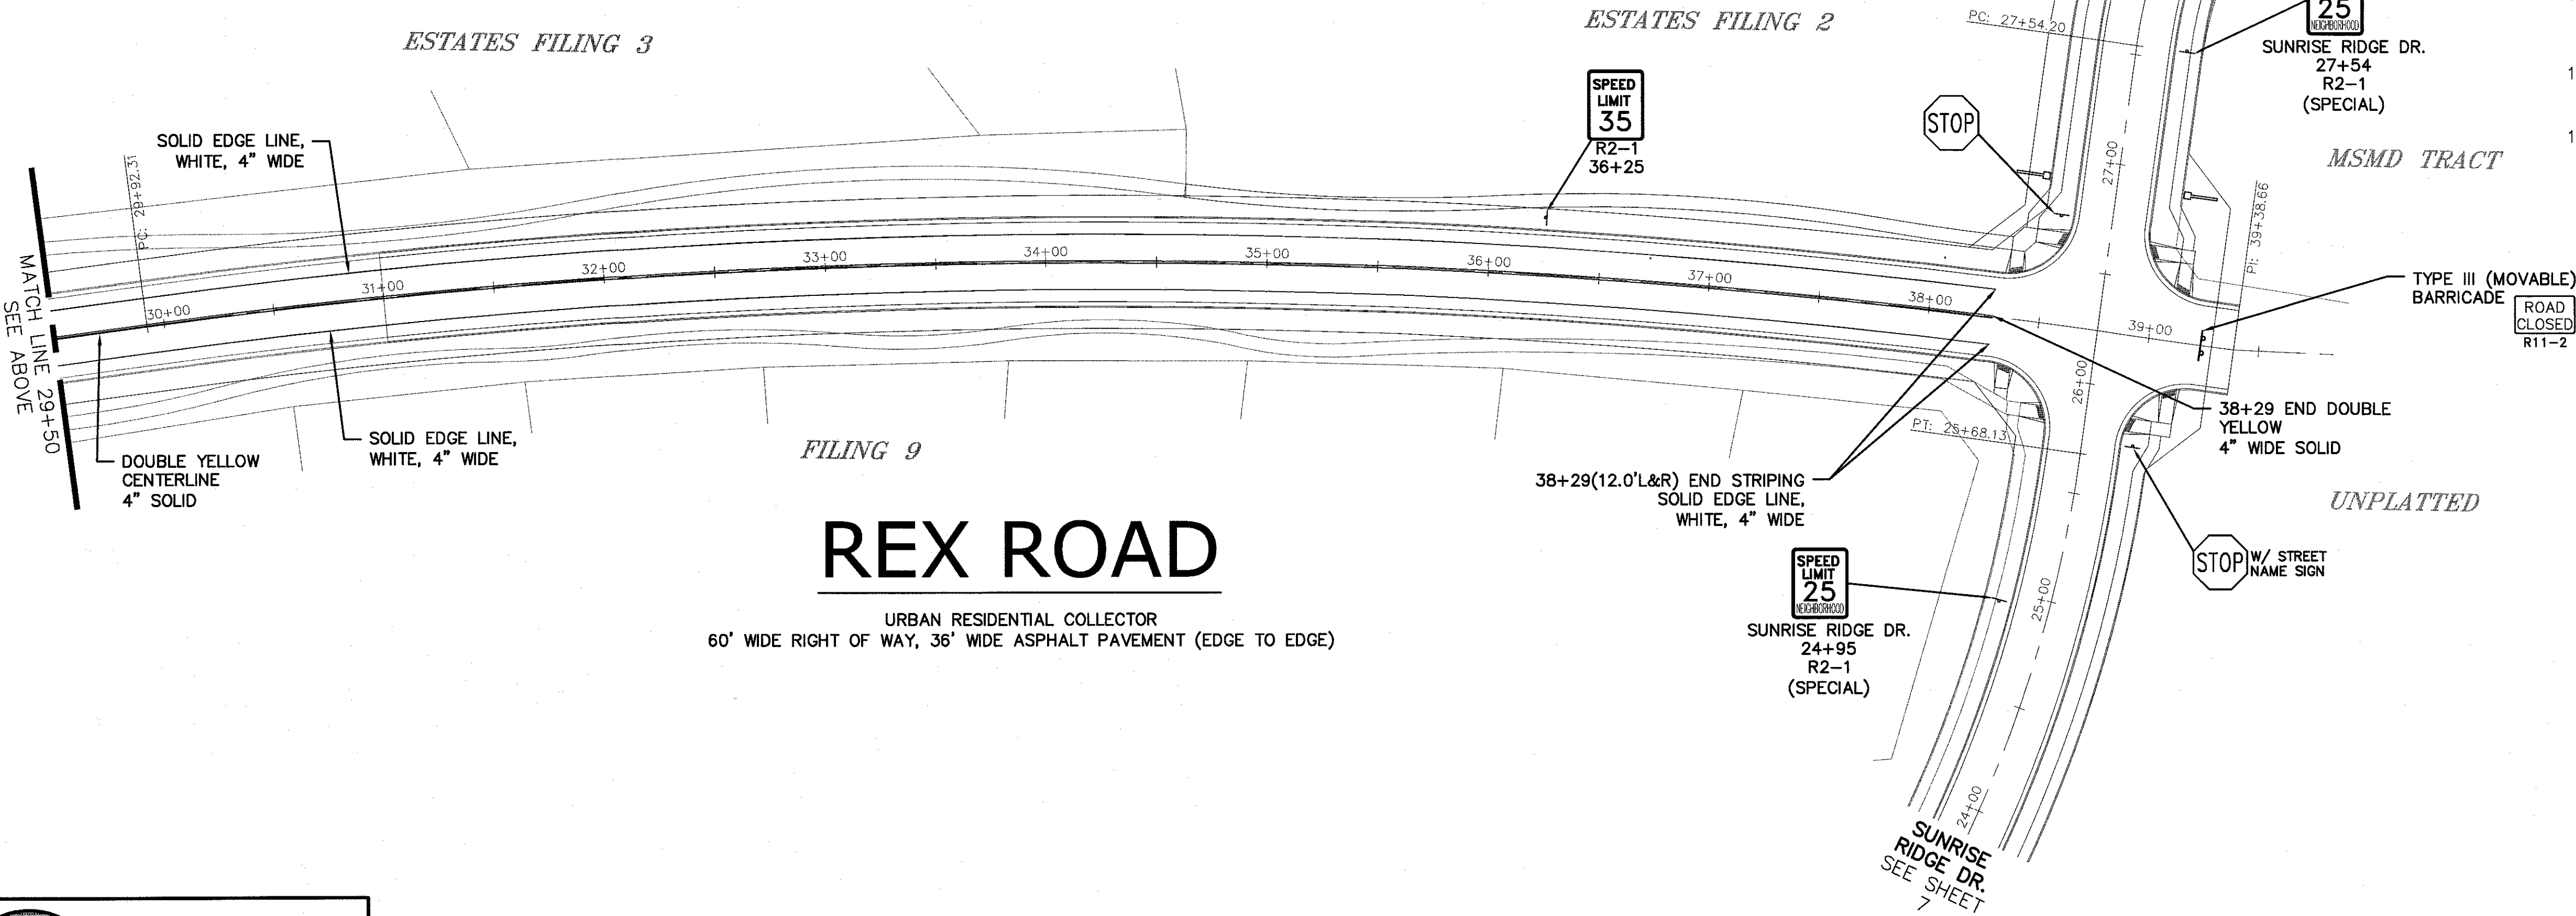 ESTATES FILING 3
ESTATES FILING 2
PC: 27+54.20
25
NEIGHBORHOOD
SUNRISE RIDGE DR.
27+54
R2-1
(SPECIAL)
1
1
MSMD TRACT
SPEED
LIMIT
35
R2-1
36+25
STOP
27+00
SOLID EDGE LINE,
WHITE, 4" WIDE
PC: 29+92.31
PI: 39+38.66
MATCH LINE 29+50
SEE ABOVE
30+00
31+00
32+00
33+00
34+00
35+00
36+00
37+00
38+00
39+00
TYPE III (MOVABLE)
BARRICADE
ROAD
CLOSED
R11-2
26+00
38+29 END DOUBLE
YELLOW
4" WIDE SOLID
PT: 25+68.13
DOUBLE YELLOW
CENTERLINE
4" SOLID
SOLID EDGE LINE,
WHITE, 4" WIDE
FILING 9
38+29(12.0'L&R) END STRIPING
SOLID EDGE LINE,
WHITE, 4" WIDE
UNPLATTED
STOP
W/ STREET
NAME SIGN
REX ROAD
URBAN RESIDENTIAL COLLECTOR
60' WIDE RIGHT OF WAY, 36' WIDE ASPHALT PAVEMENT (EDGE TO EDGE)
SPEED
LIMIT
25
NEIGHBORHOOD
SUNRISE RIDGE DR.
24+95
R2-1
(SPECIAL)
25+00
24+00
SUNRISE
RIDGE DR.
SEE SHEET
7